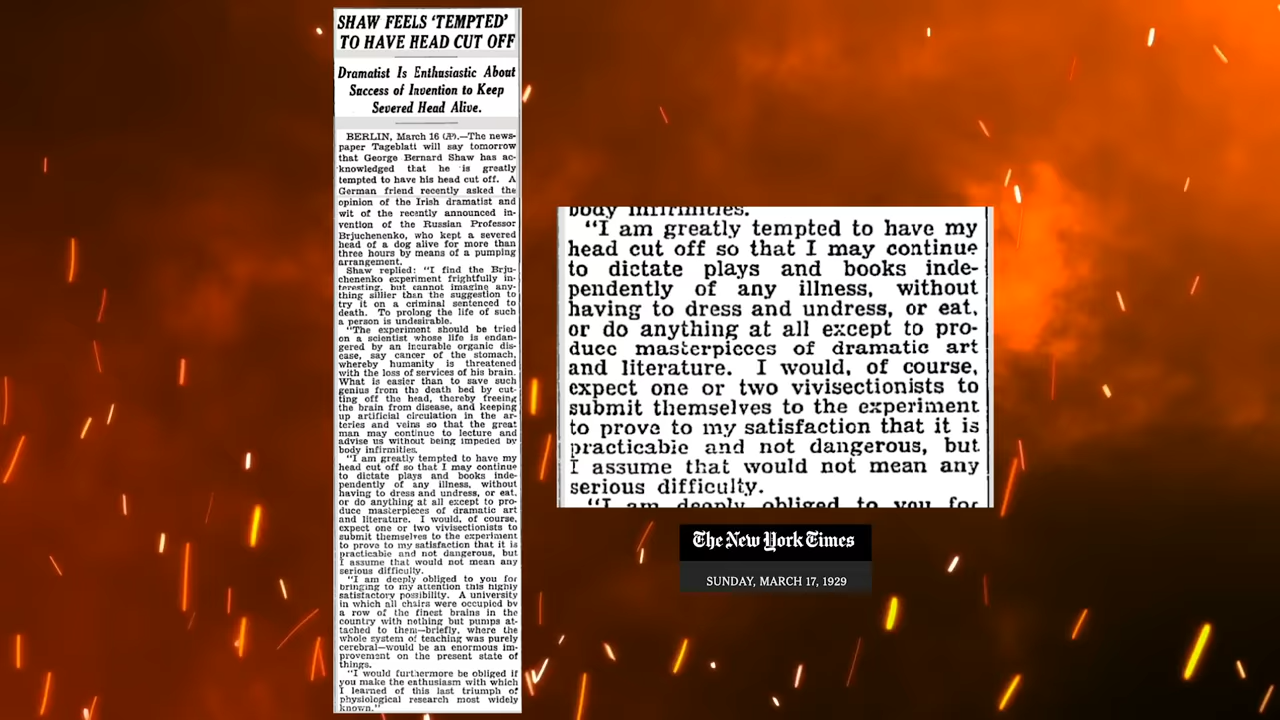 SHAW FEELS 'TEMPTED'
TO HAVE HEAD CUT OFF
Dramatist Is Enthusiastic About
Success of Invention to Keep
Severed Head Alive.
BERLIN, March 16 (AP).—The news-
paper Tageblatt will say tomorrow
that George Bernard Shaw has ac-
knowledged that he is greatly
tempted to have his head cut off. A
German friend recently asked the
opinion of the Irish dramatist and
wit of the recently announced in-
vention of the Russian Professor
Brjuchenenko, who kept a severed
head of a dog alive for more than
three hours by means of a pumping
arrangement.
Shaw replied: "I find the Brju-
chenenko experiment frightfully in-
teresting, but cannot imagine any-
thing sillier than the suggestion to
try it on a criminal sentenced to
death. To prolong the life of such
a person is undesirable.
"The experiment should be tried
on a scientist whose life is endan-
gered by an incurable organic dis-
ease, say cancer of the stomach,
whereby humanity is threatened
with the loss of services of his brain.
What is easier than to save such
genius from the death bed by cut-
ting off the head, thereby freeing
the brain from disease, and keeping
up artificial circulation in the ar-
teries and veins so that the great
man may continue to lecture and
advise us without being impeded by
body infirmities.
"I am greatly tempted to have my
head cut off so that I may continue
to dictate plays and books inde-
pendently of any illness, without
having to dress and undress, or eat,
or do anything at all except to pro-
duce masterpieces of dramatic art
and literature. I would, of course,
expect one or two vivisectionists to
submit themselves to the experiment
to prove to my satisfaction that it is
practicable and not dangerous, but
I assume that would not mean any
serious difficulty.
"I am deeply obliged to you for
bringing to my attention this highly
satisfactory possibility. A university
in which all chairs were occupied by
a row of the finest brains in the
country with nothing but pumps at-
tached to them—briefly, where the
whole system of teaching was purely
cerebral—would be an enormous im-
provement on the present state of
things.
"I would furthermore be obliged if
you make the enthusiasm with which
I learned of this last triumph of
physiological research most widely
known."
body infirmities.
"I am greatly tempted to have my
head cut off so that I may continue
to dictate plays and books inde-
pendently of any illness, without
having to dress and undress, or eat,
or do anything at all except to pro-
duce masterpieces of dramatic art
and literature. I would, of course,
expect one or two vivisectionists to
submit themselves to the experiment
to prove to my satisfaction that it is
practicable and not dangerous, but
I assume that would not mean any
serious difficulty.
"I am deeply obliged to you for
The New York Times
SUNDAY, MARCH 17, 1929